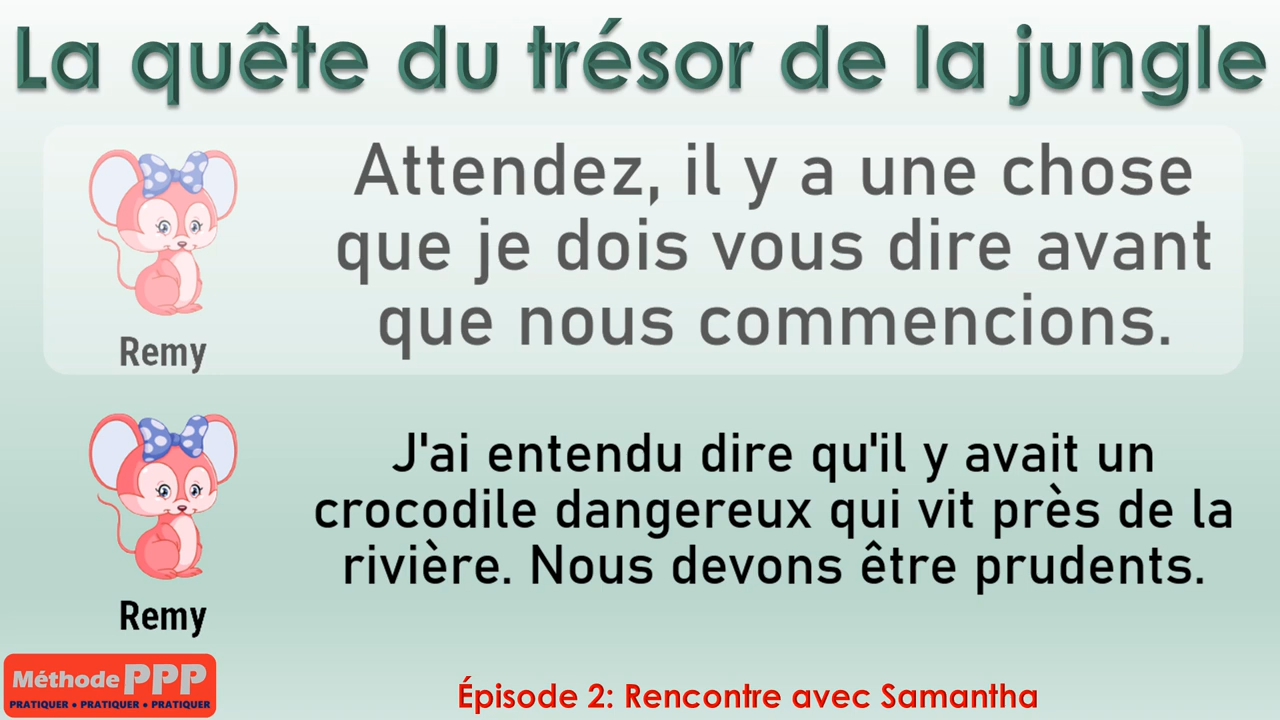 La quête du trésor de la jungle
Attendez, il y a une chose
que je dois vous dire avant
que nous commencions.
Remy
J'ai entendu dire qu'il y avait un
crocodile dangereux qui vit près de la
rivière. Nous devons être prudents.
Remy
Méthode PPP
PRATIQUER • PRATIQUER • PRATIQUER
Épisode 2: Rencontre avec Samantha